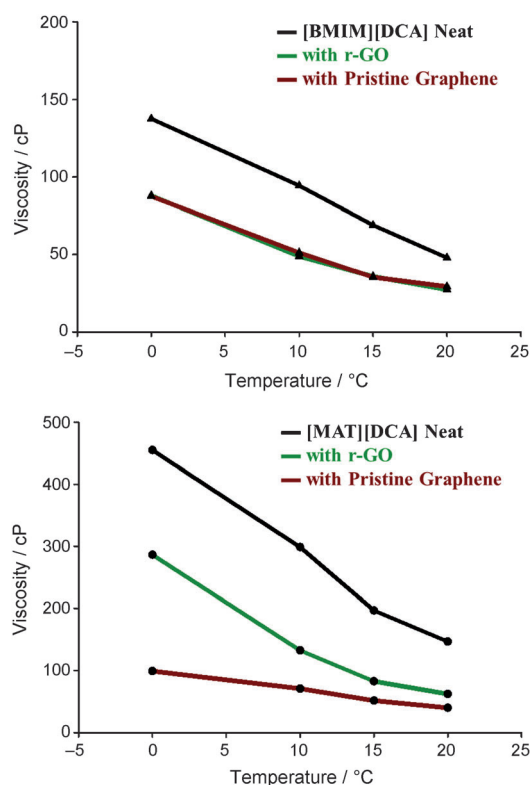 200
150
100
50
0
[BMIM][DCA] Neat
with r-GO
with Pristine Graphene
Viscosity / cP
–5 0 5 10 15 20 25
Temperature / °C
500
400
300
200
100
0
[MAT][DCA] Neat
with r-GO
with Pristine Graphene
Viscosity / cP
–5 0 5 10 15 20 25
Temperature / °C